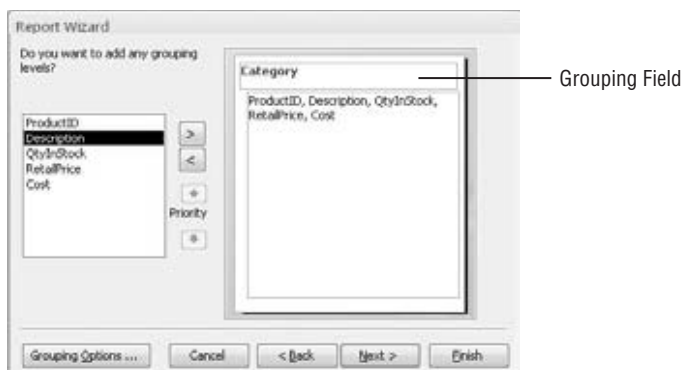 Report Wizard
Do you want to add any grouping
levels?
ProductID
Description
QtyInStock
RetailPrice
Cost
>
<
Priority
Category
ProductID, Description, QtyInStock,
RetailPrice, Cost
Grouping Field
Grouping Options ...
Cancel
< Back
Next >
Finish